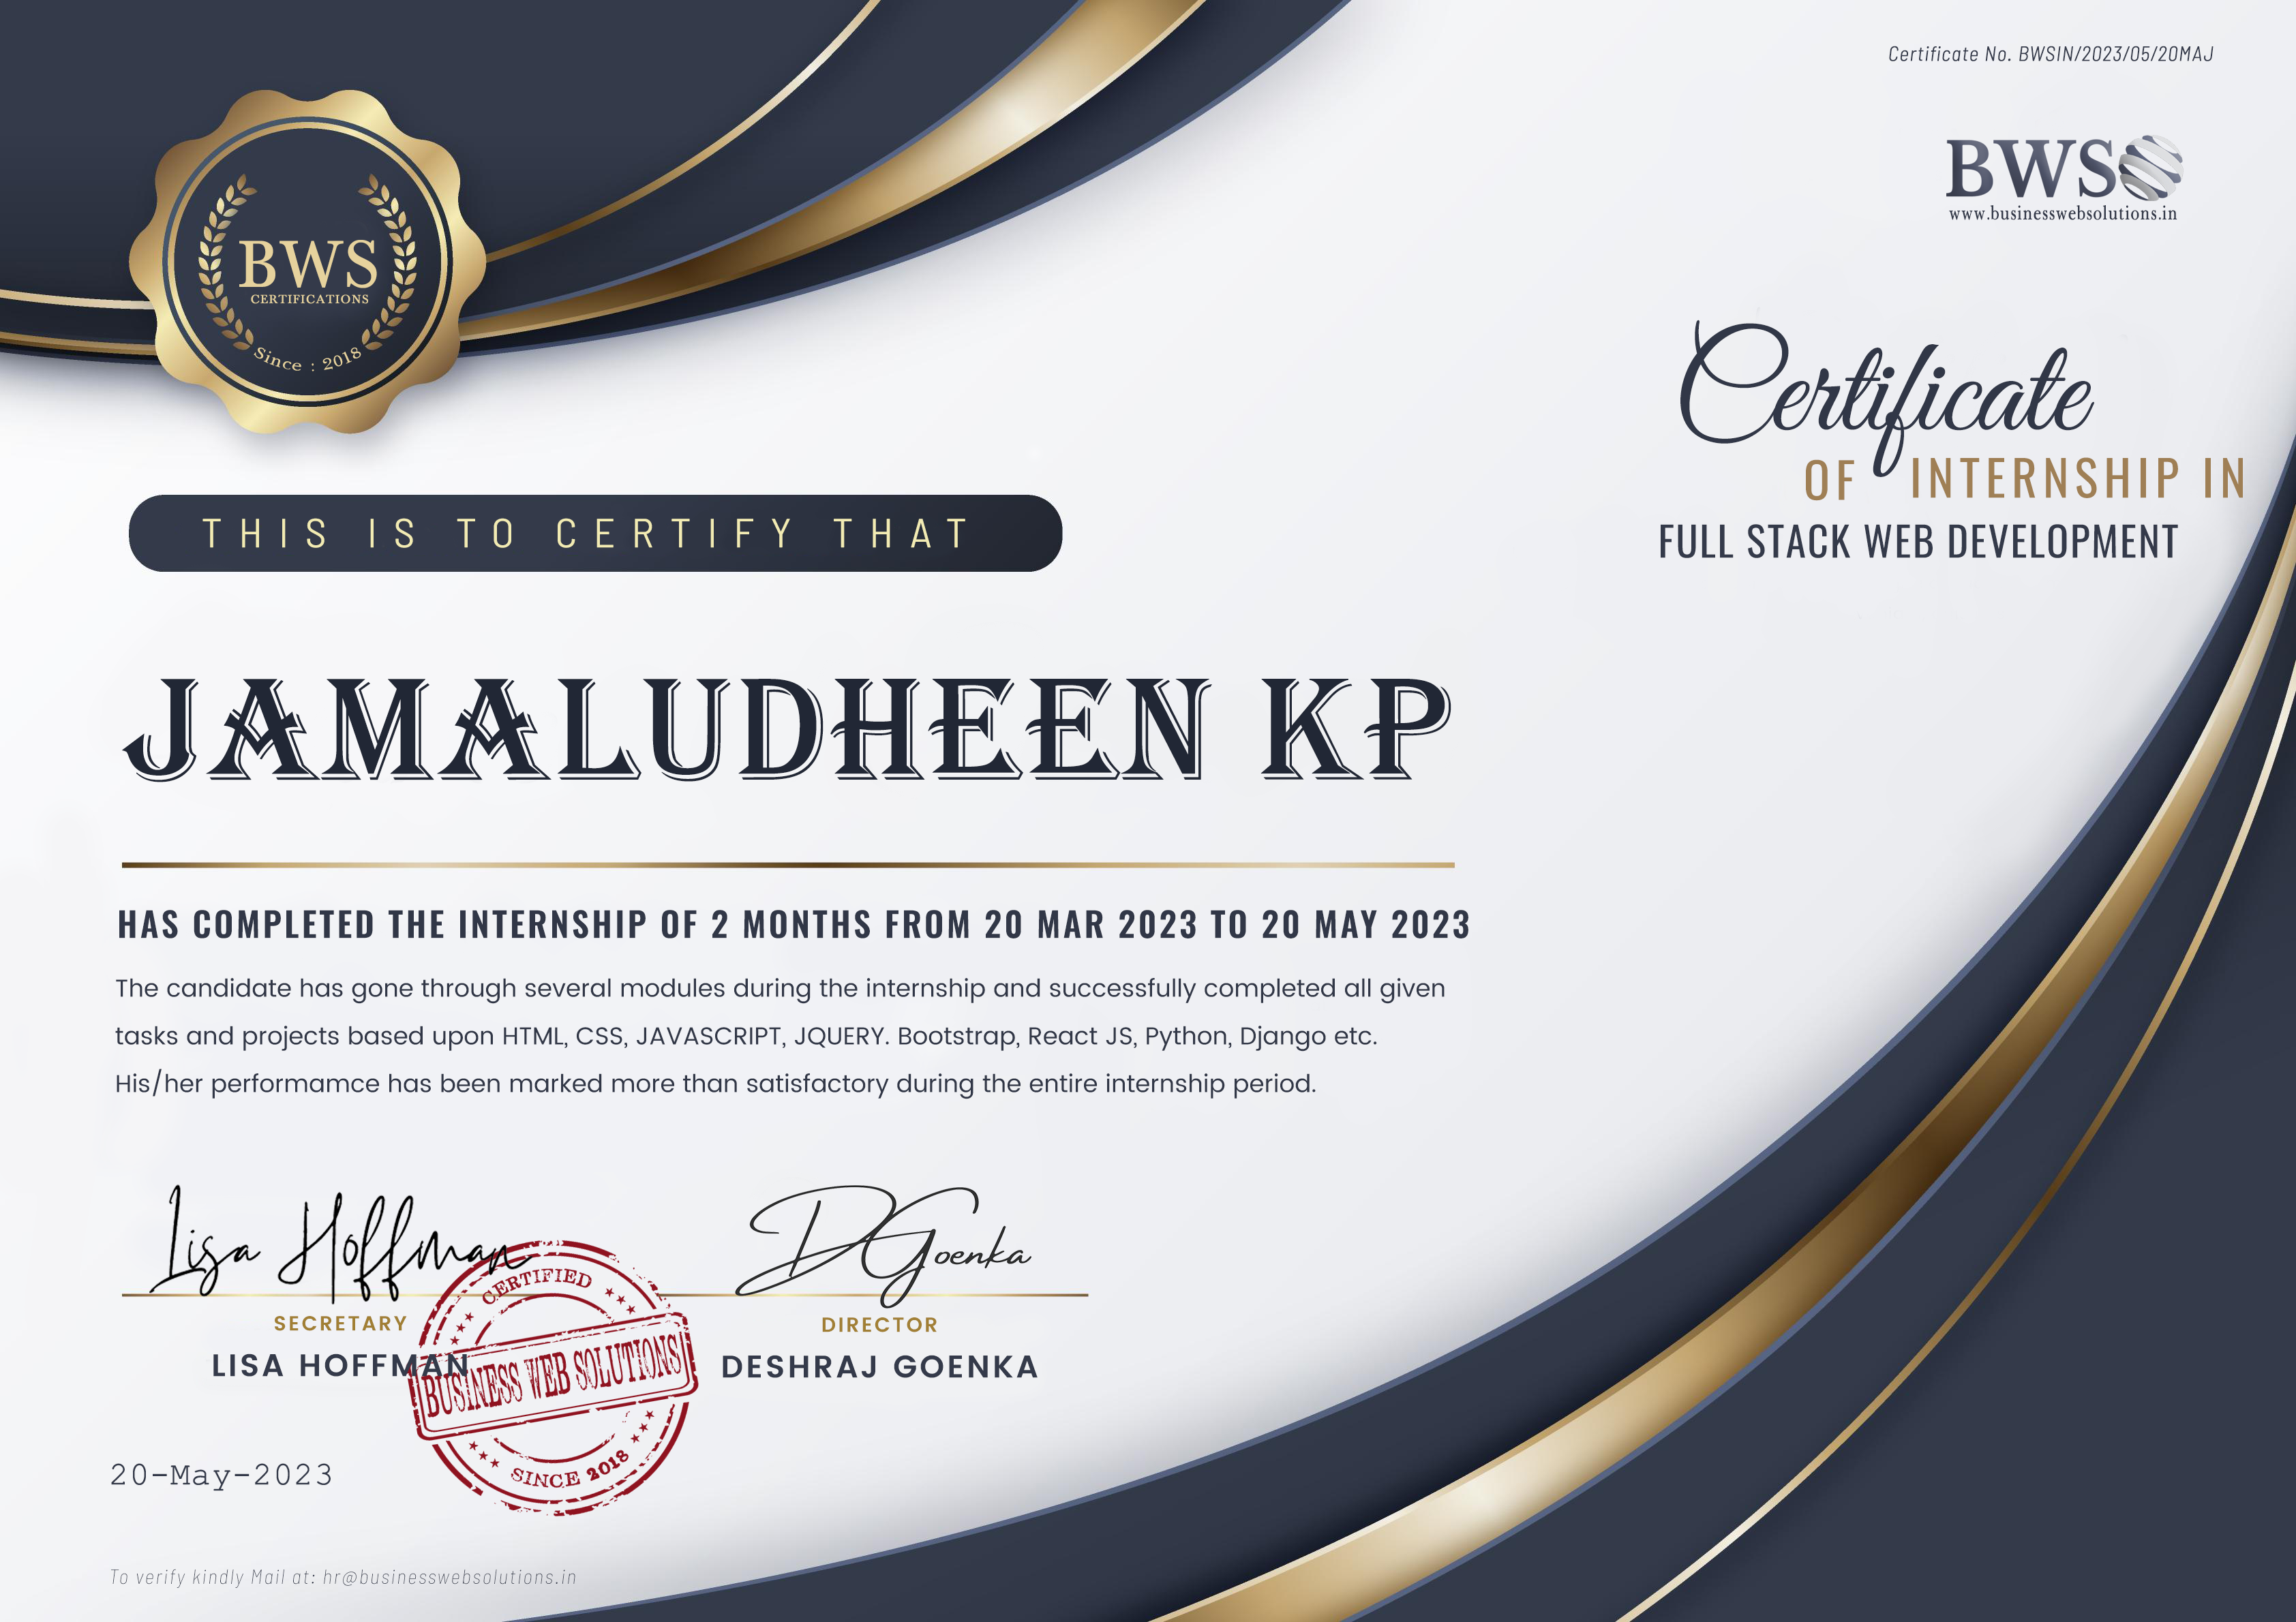 Certificate No. BWSIN/2023/05/20MAJ
BWS
www.businesswebsolutions.in
BWS
CERTIFICATIONS
Since : 2018
Certificate
OF INTERNSHIP IN
FULL STACK WEB DEVELOPMENT
THIS IS TO CERTIFY THAT
JAMALUDHEEN KP
HAS COMPLETED THE INTERNSHIP OF 2 MONTHS FROM 20 MAR 2023 TO 20 MAY 2023
The candidate has gone through several modules during the internship and successfully completed all given
tasks and projects based upon HTML, CSS, JAVASCRIPT, JQUERY. Bootstrap, React JS, Python, Django etc.
His/her performamce has been marked more than satisfactory during the entire internship period.
Lisa Hoffman
SECRETARY
LISA HOFFMAN
DGoenka
DIRECTOR
DESHRAJ GOENKA
CERTIFIED
BUSINESS WEB SOLUTIONS
SINCE 2018
20-May-2023
To verify kindly Mail at: hr@businesswebsolutions.in